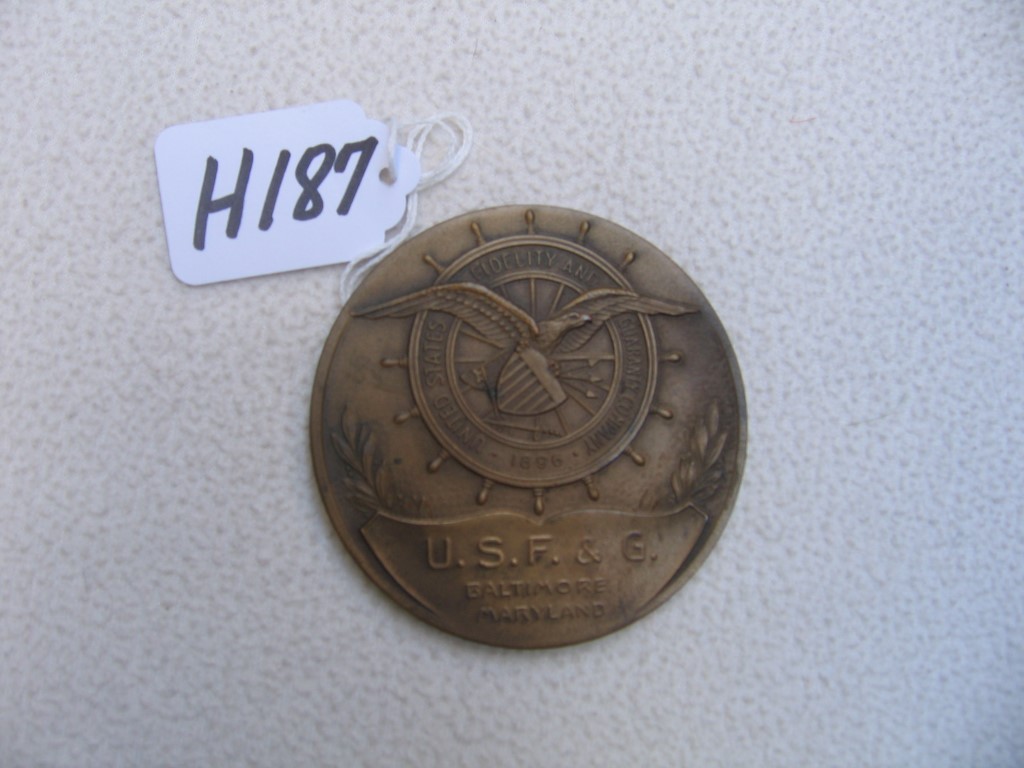 H187
UNITED STATES FIDELITY AND GUARANTY COMPANY
· 1896 ·
U.S.F. & G.
BALTIMORE
MARYLAND